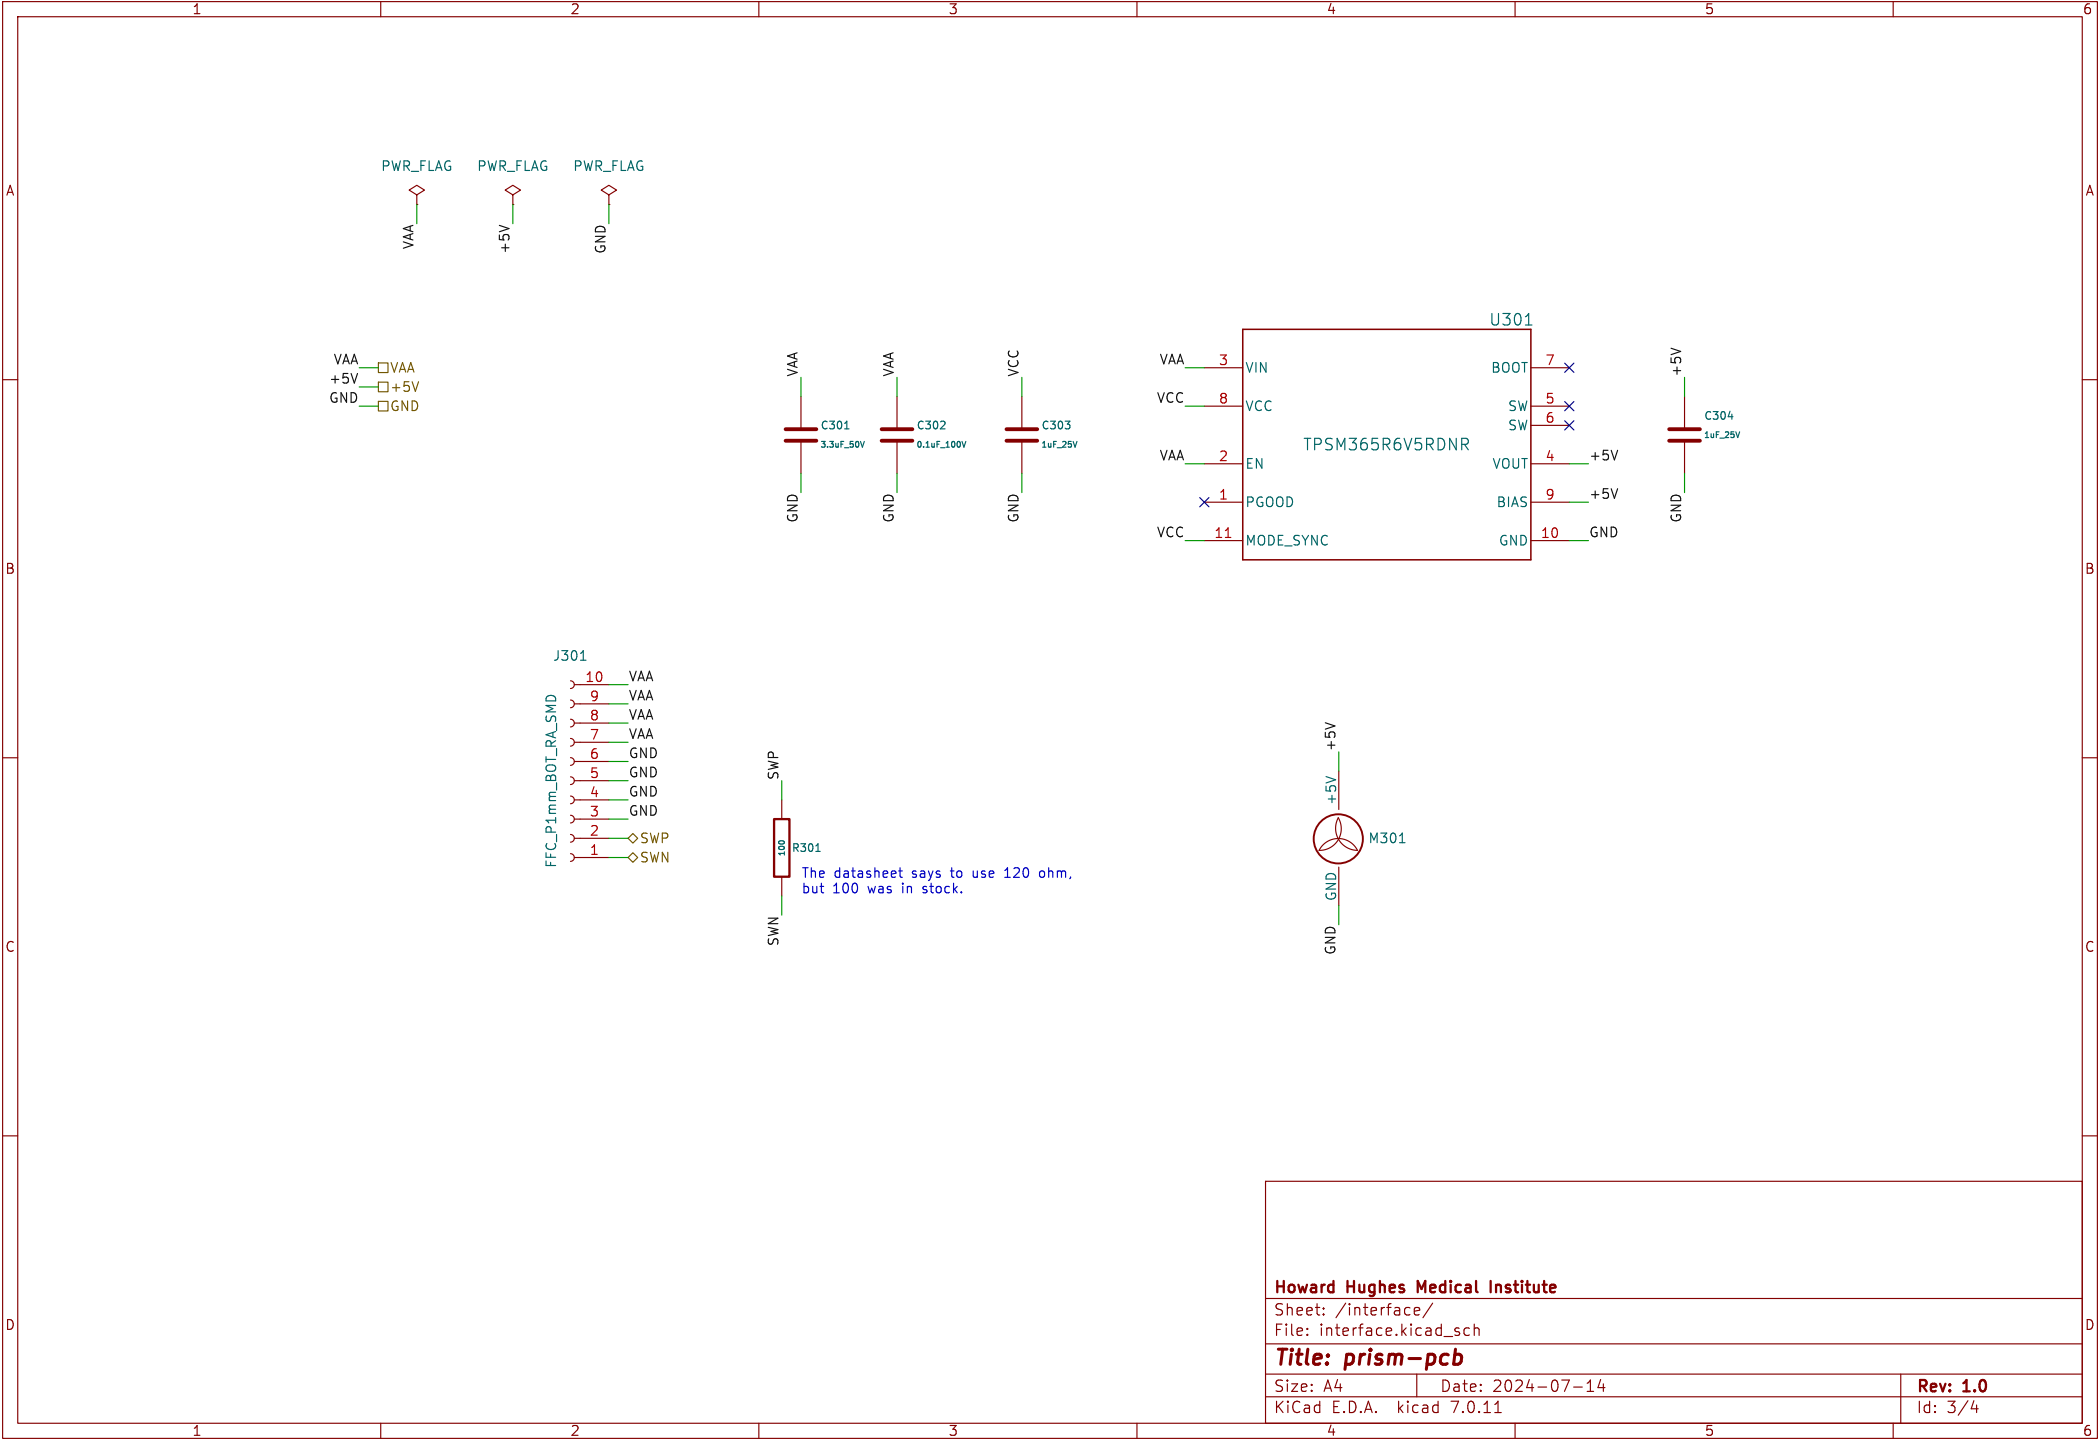 1 2 3 4 5 6
PWR_FLAG PWR_FLAG PWR_FLAG
A A
VAA +5V GND
U301
VAA VAA
+5V +5V
GND GND
VAA VAA VCC
C301
3.3uF_50V
C302
0.1uF_100V
C303
1uF_25V
GND GND GND
VAA 3 VIN BOOT 7
VCC 8 VCC SW 5
SW 6
TPSM365R6V5RDNR
VAA 2 EN VOUT 4 +5V
1 PGOOD BIAS 9 +5V
VCC 11 MODE_SYNC GND 10 GND
+5V
C304
1uF_25V
GND
B B
J301
FFC_P1mm_BOT_RA_SMD
10 VAA
9 VAA
8 VAA
7 VAA
6 GND
5 GND
4 GND
3 GND
2 SWP
1 SWN
SWP
100
R301
The datasheet says to use 120 ohm,
but 100 was in stock.
SWN
+5V
+5V
M301
GND
GND
C C
Howard Hughes Medical Institute
Sheet: /interface/
File: interface.kicad_sch
D D
Title: prism-pcb
Size: A4 Date: 2024-07-14 Rev: 1.0
KiCad E.D.A. kicad 7.0.11 Id: 3/4
1 2 3 4 5 6